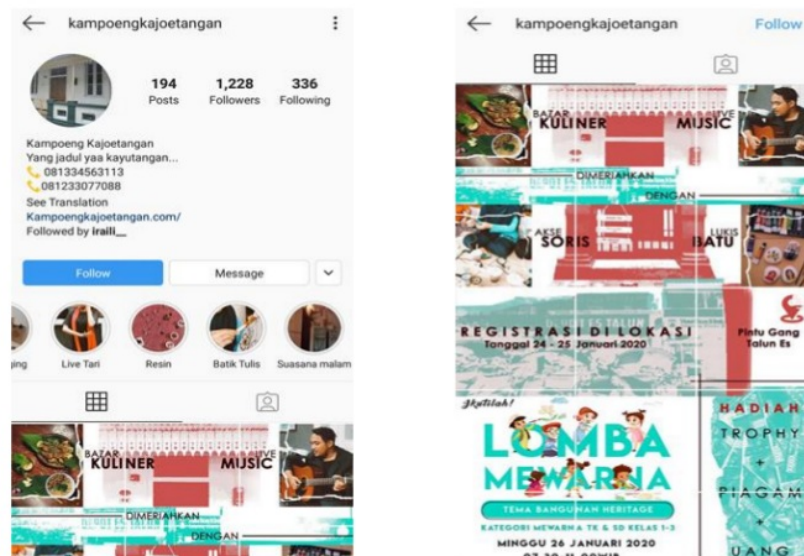 kampoengkajoetangan
194 1,228 336
Posts Followers Following
Kampoeng Kajoetangan
Yang jadul yaa kayutangan...
081334563113
081233077088
See Translation
Kampoengkajoetangan.com/
Followed by iraili__
Follow Message
ging Live Tari Resin Batik Tulis Suasana malam
BAZAR
KULINER
LIVE
MUSIC
DIMERIAHKAN
DENGAN
kampoengkajoetangan Follow
BAZAR
KULINER
LIVE
MUSIC
DIMERIAHKAN
DENGAN
AKSE
SORIS
LUKIS
BATU
REGISTRASI DI LOKASI
Tanggal 24 - 25 Januari 2020
Pintu Gang
Talun Es
Ikutilah!
LOMBA
MEWARNA
TEMA BANGUNAN HERITAGE
KATEGORI MEWARNA TK & SD KELAS 1-3
MINGGU 26 JANUARI 2020
HADIAH
TROPHY
+
PIAGAM
+
UANG